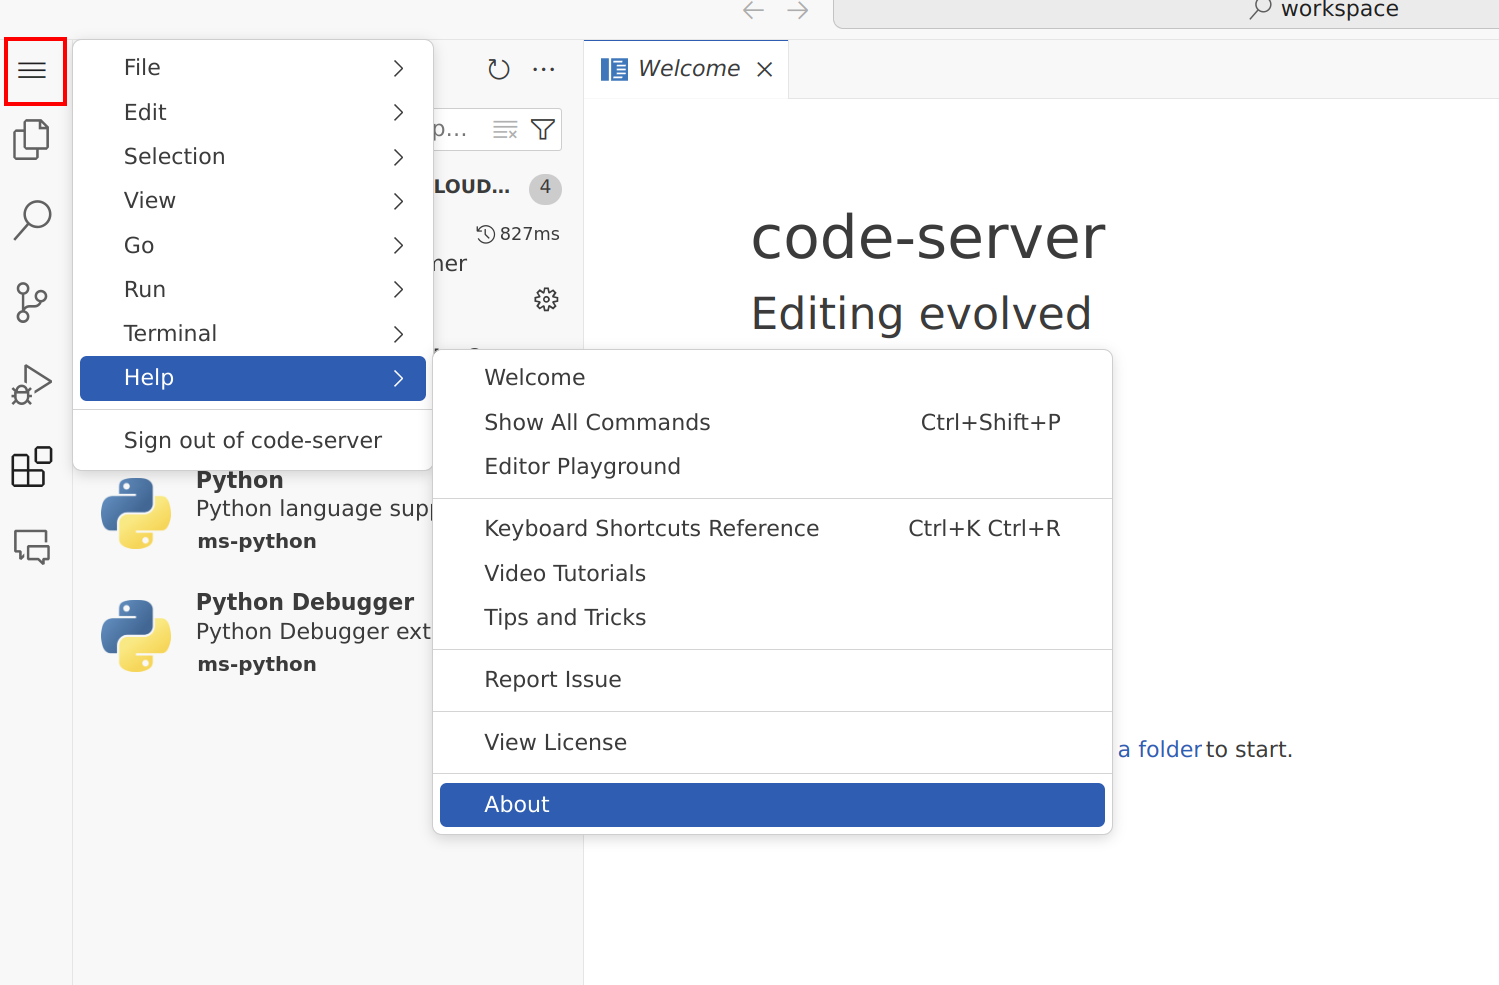 workspace
File
Edit
Selection
View
Go
Run
Terminal
Help
Sign out of code-server
p...
LOUD...
4
827ms
mer
Python
Python language supp
ms-python
Python Debugger
Python Debugger ext
ms-python
Welcome
code-server
Editing evolved
Welcome
Show All Commands Ctrl+Shift+P
Editor Playground
Keyboard Shortcuts Reference Ctrl+K Ctrl+R
Video Tutorials
Tips and Tricks
Report Issue
View License
About
a folder to start.